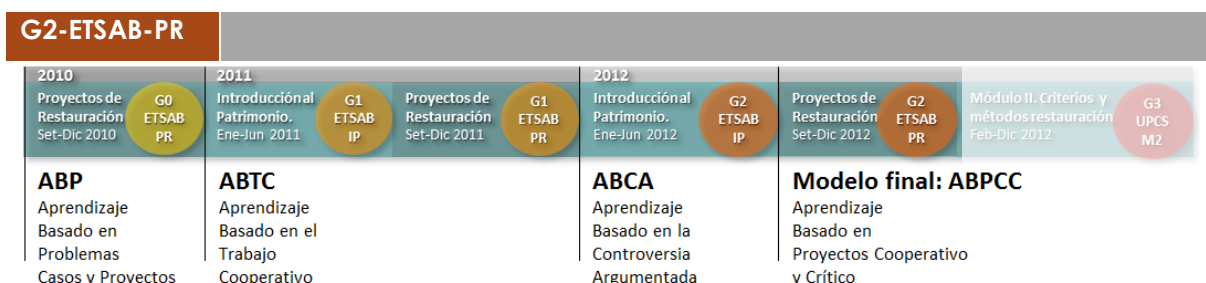 G2-ETSAB-PR
2010
Proyectos de
Restauración
Set-Dic 2010
G0
ETSAB
PR
2011
Introducción al
Patrimonio.
Ene-Jun 2011
G1
ETSAB
IP
Proyectos de
Restauración
Set-Dic 2011
G1
ETSAB
PR
2012
Introducción al
Patrimonio.
Ene-Jun 2012
G2
ETSAB
IP
Proyectos de
Restauración
Set-Dic 2012
G2
ETSAB
PR
Módulo II. Criterios y
métodos restauración
Feb-Dic 2012
G3
UPCS
M2
ABP
Aprendizaje
Basado en
Problemas
Casos y Proyectos
ABTC
Aprendizaje
Basado en el
Trabajo
Cooperativo
ABCA
Aprendizaje
Basado en la
Controversia
Argumentada
Modelo final: ABPCC
Aprendizaje
Basado en
Proyectos Cooperativo
y Crítico